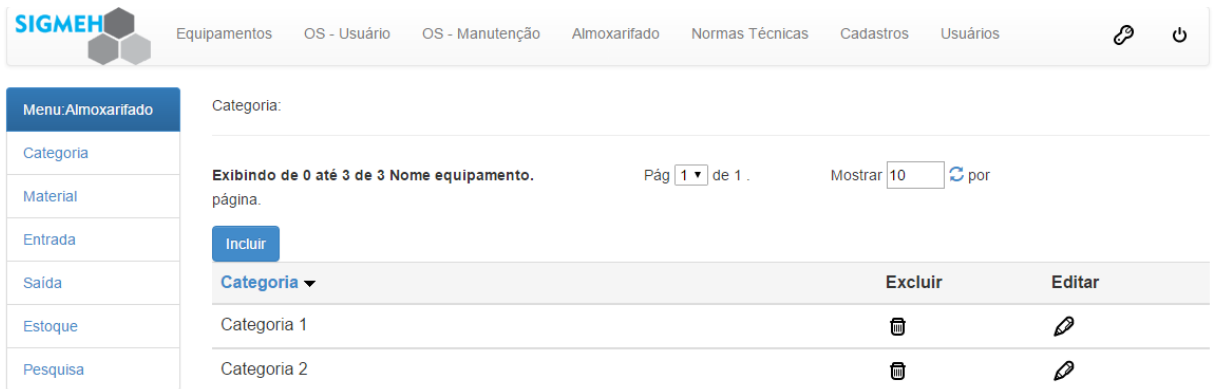 SIGMEH
Equipamentos OS - Usuário OS - Manutenção Almoxarifado Normas Técnicas Cadastros Usuários
Menu:Almoxarifado
Categoria
Material
Entrada
Saída
Estoque
Pesquisa
Categoria:
Exibindo de 0 até 3 de 3 Nome equipamento. Pág 1 de 1 . Mostrar 10 por
página.
Incluir
Categoria Excluir Editar
Categoria 1
Categoria 2